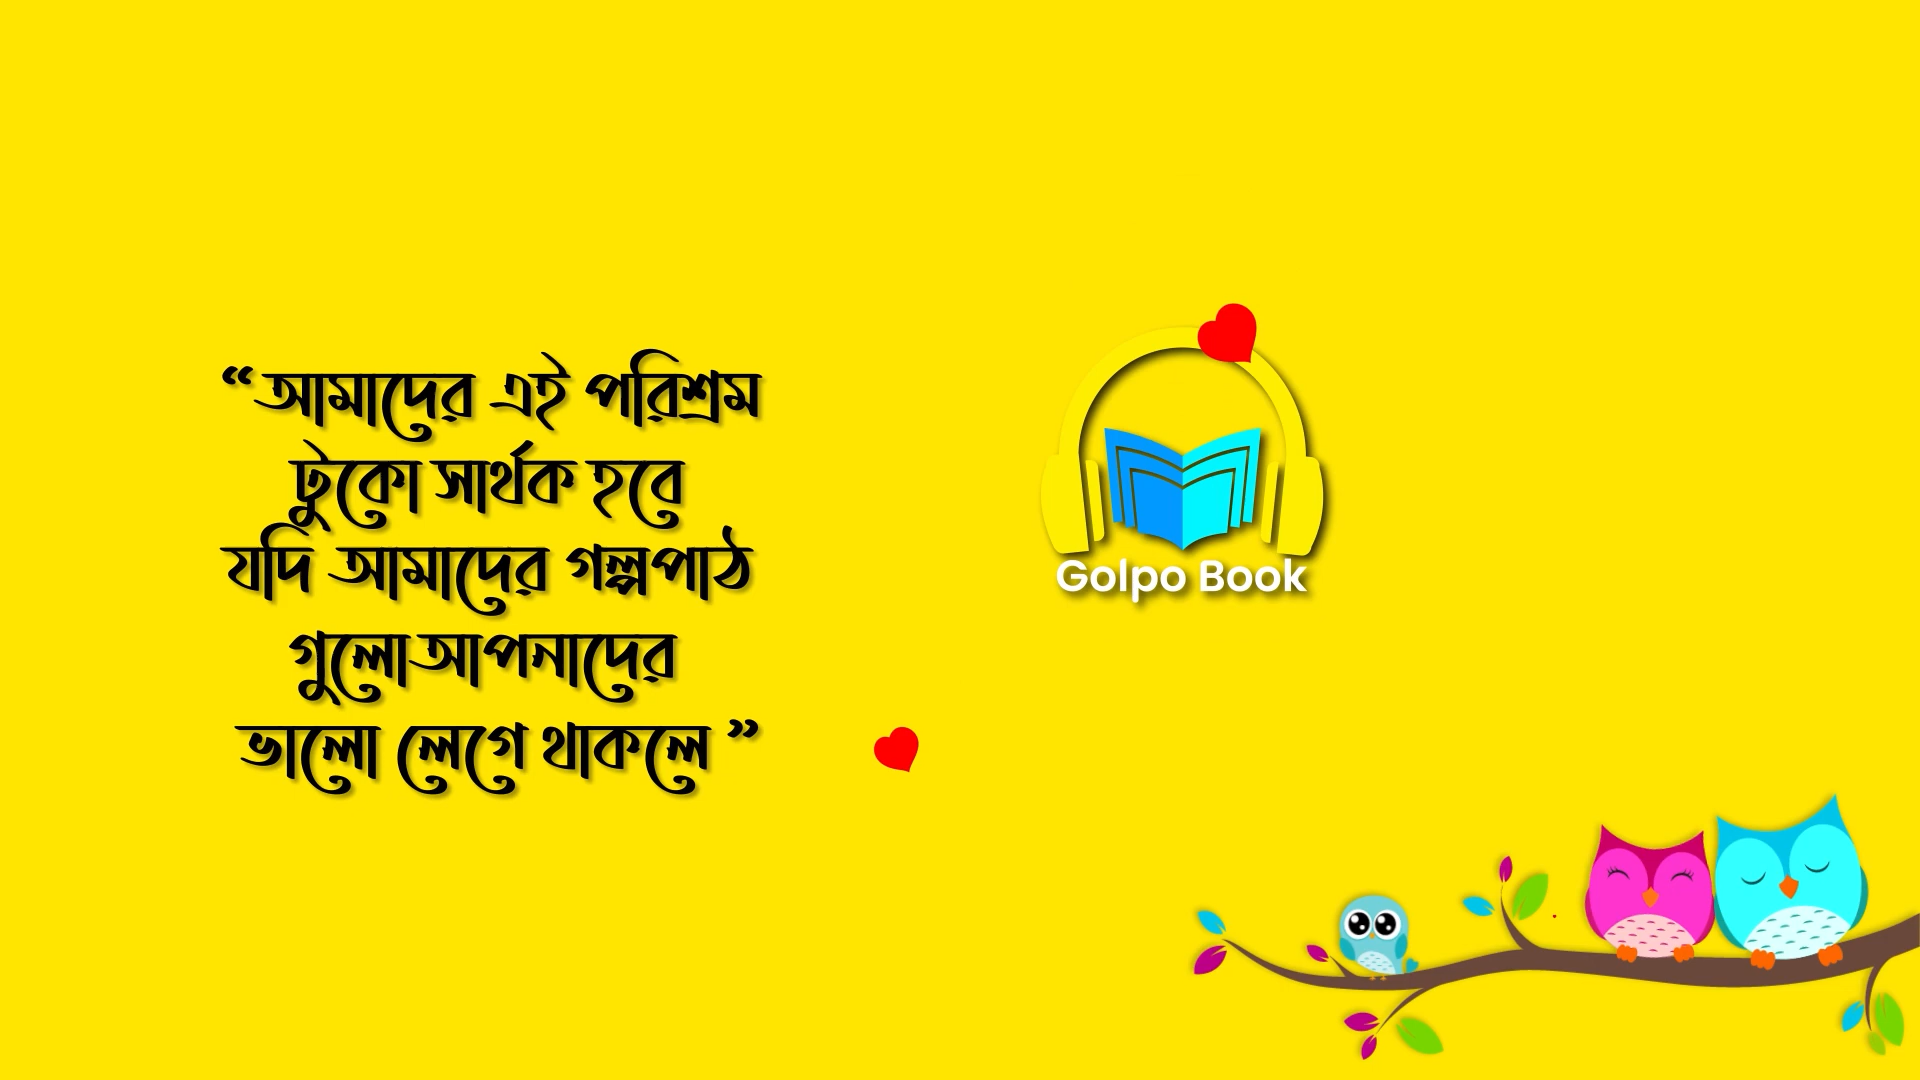 “আমাদের এই পরিশ্রম
টুকো সার্থক হবে
যদি আমাদের গল্পপাঠ
গুলোআপনাদের
ভালো লেগে থাকলে”
Golpo Book